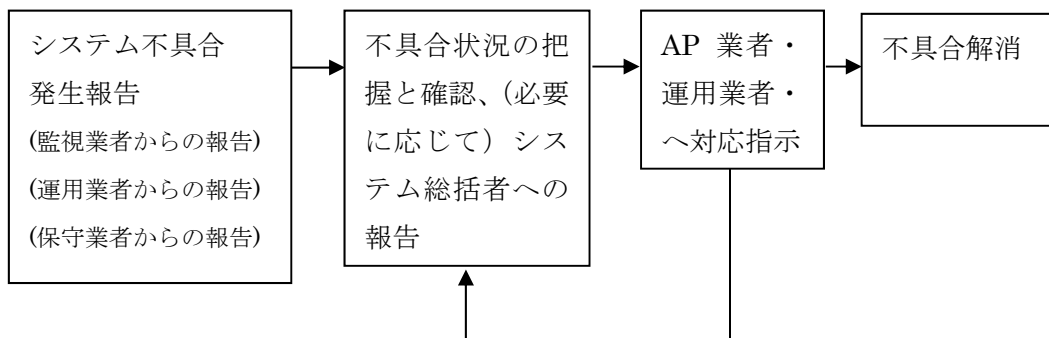 システム不具合
発生報告
(監視業者からの報告)
(運用業者からの報告)
(保守業者からの報告)
不具合状況の把
握と確認、（必要
に応じて）シス
テム総括者への
報告
AP 業者・
運用業者・
へ対応指示
不具合解消